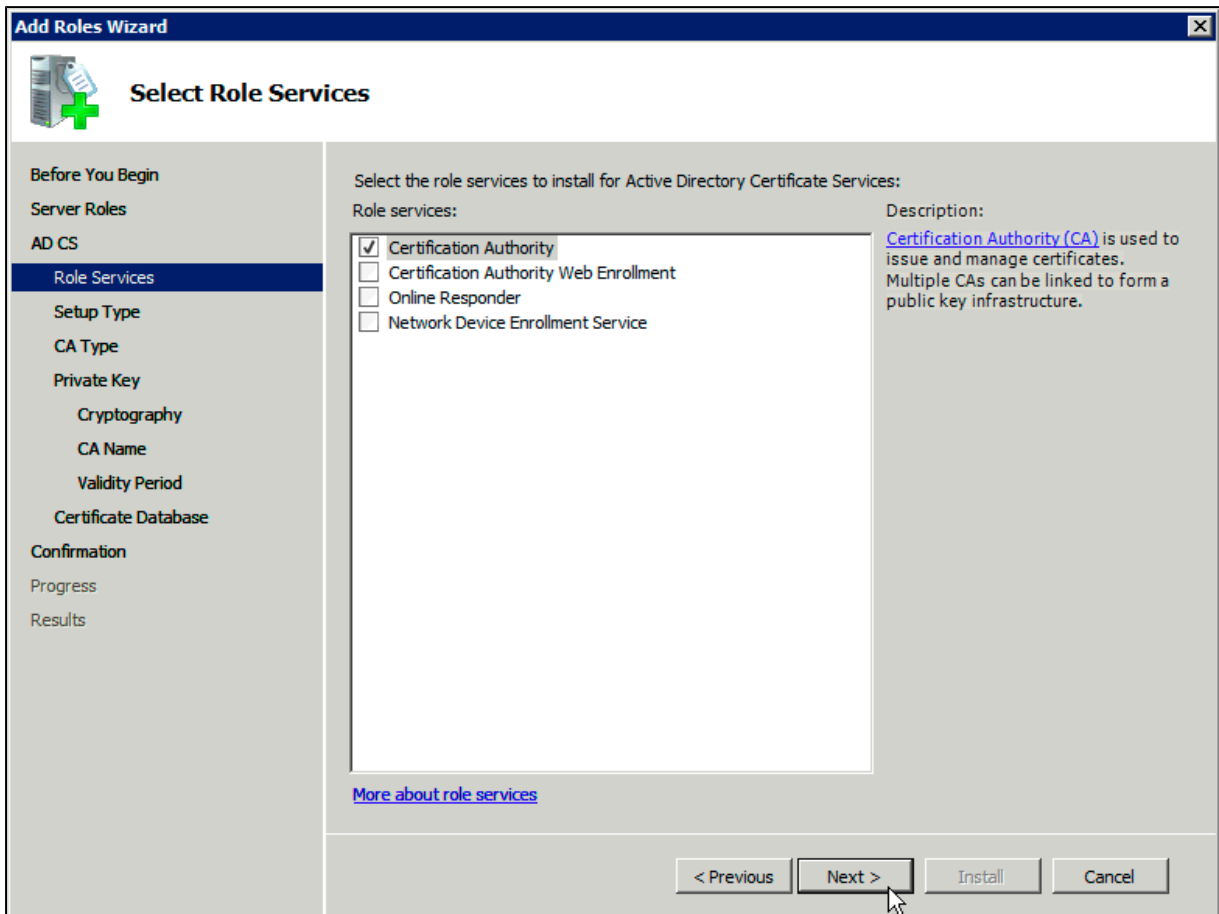 Add Roles Wizard
Select Role Services
Before You Begin
Server Roles
AD CS
Role Services
Setup Type
CA Type
Private Key
Cryptography
CA Name
Validity Period
Certificate Database
Confirmation
Progress
Results
Select the role services to install for Active Directory Certificate Services:
Role services:
Certification Authority
Certification Authority Web Enrollment
Online Responder
Network Device Enrollment Service
More about role services
Description:
Certification Authority (CA) is used to
issue and manage certificates.
Multiple CAs can be linked to form a
public key infrastructure.
< Previous
Next >
Install
Cancel